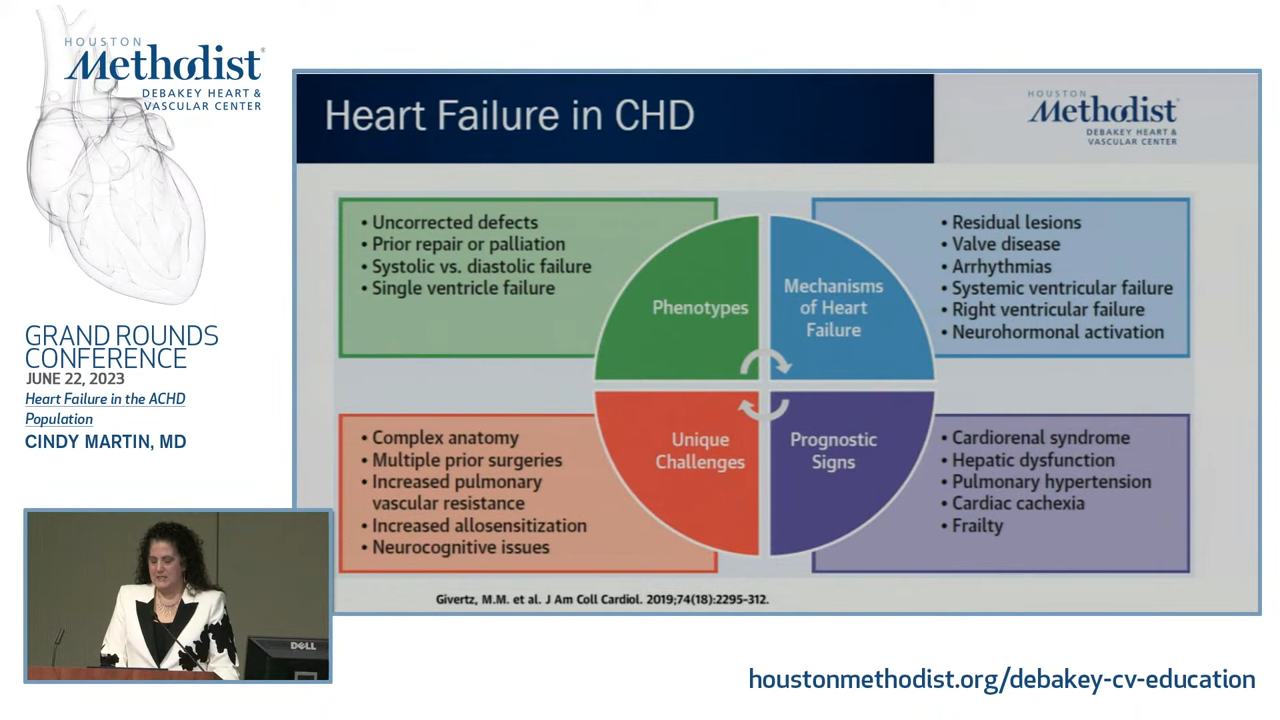 HOUSTON
Methodist
DEBAKEY HEART &
VASCULAR CENTER
GRAND ROUNDS
CONFERENCE
JUNE 22, 2023
Heart Failure in the ACHD
Population
CINDY MARTIN, MD
Heart Failure in CHD
HOUSTON
Methodist
DEBAKEY HEART &
VASCULAR CENTER
• Uncorrected defects
• Prior repair or palliation
• Systolic vs. diastolic failure
• Single ventricle failure
Phenotypes
Mechanisms
of Heart
Failure
• Residual lesions
• Valve disease
• Arrhythmias
• Systemic ventricular failure
• Right ventricular failure
• Neurohormonal activation
• Complex anatomy
• Multiple prior surgeries
• Increased pulmonary
vascular resistance
• Increased allosensitization
• Neurocognitive issues
Unique
Challenges
Prognostic
Signs
• Cardiorenal syndrome
• Hepatic dysfunction
• Pulmonary hypertension
• Cardiac cachexia
• Frailty
Givertz, M.M. et al. J Am Coll Cardiol. 2019;74(18):2295-312.
DELL
houstonmethodist.org/debakey-cv-education